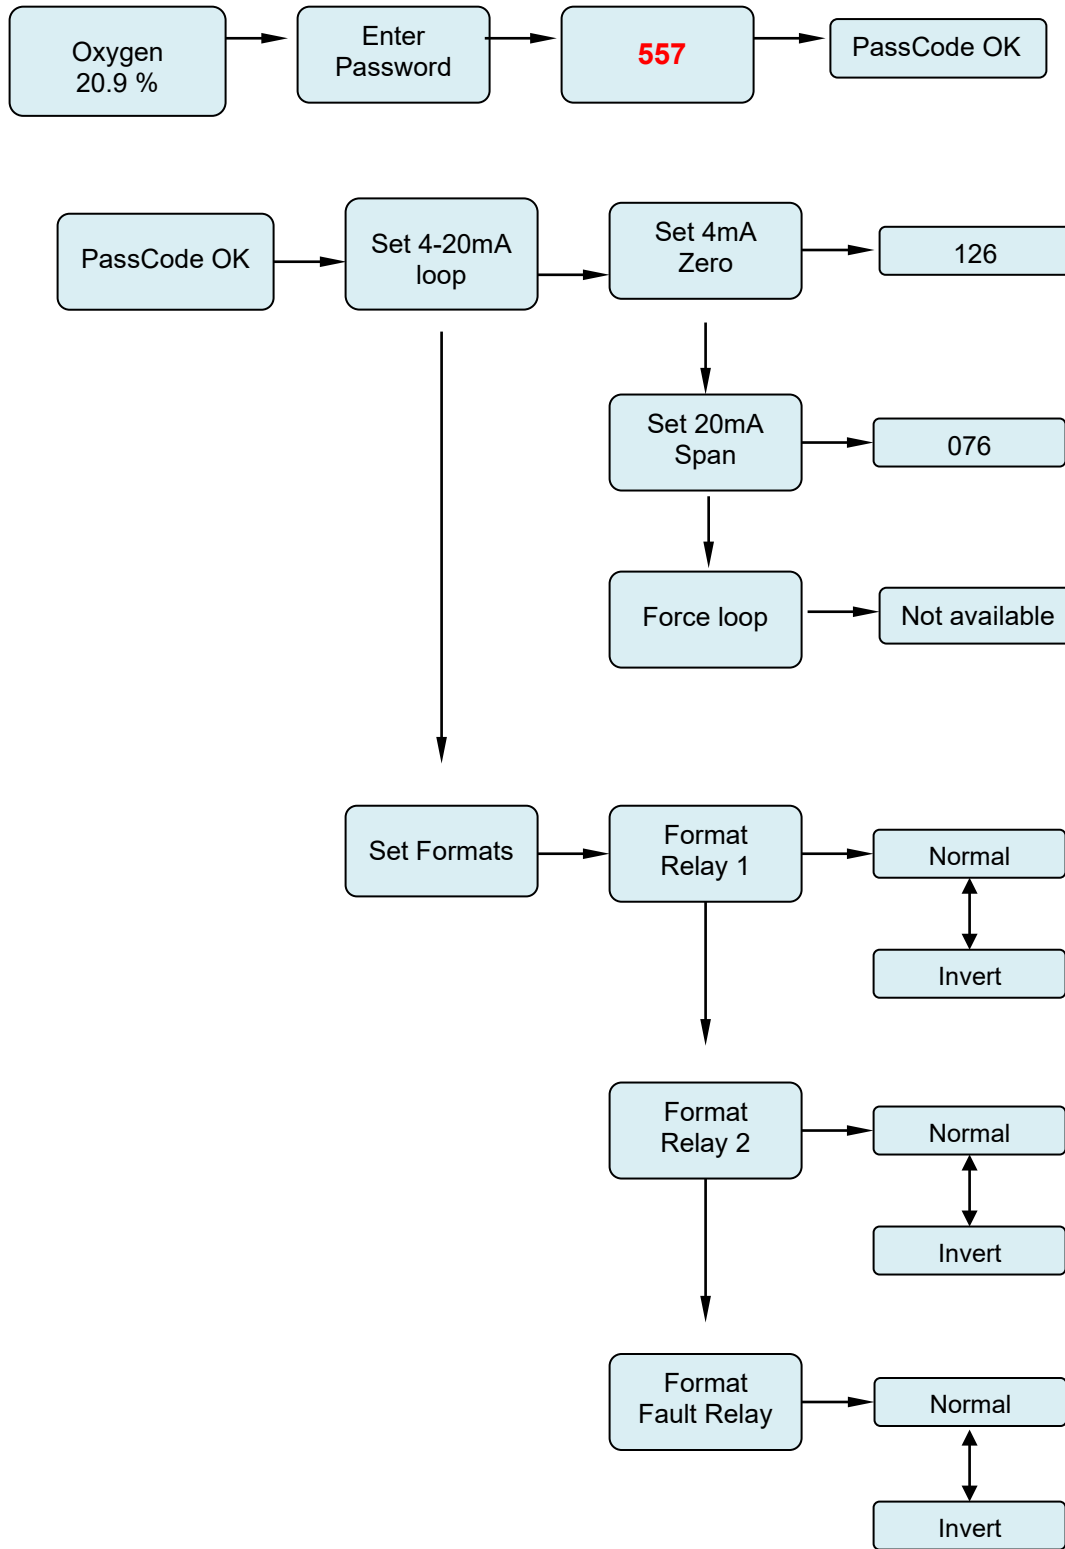 Oxygen
20.9 %
Enter
Password
557
PassCode OK
PassCode OK
Set 4-20mA
loop
Set 4mA
Zero
126
Set 20mA
Span
076
Force loop
Not available
Set Formats
Format
Relay 1
Normal
Invert
Format
Relay 2
Normal
Invert
Format
Fault Relay
Normal
Invert